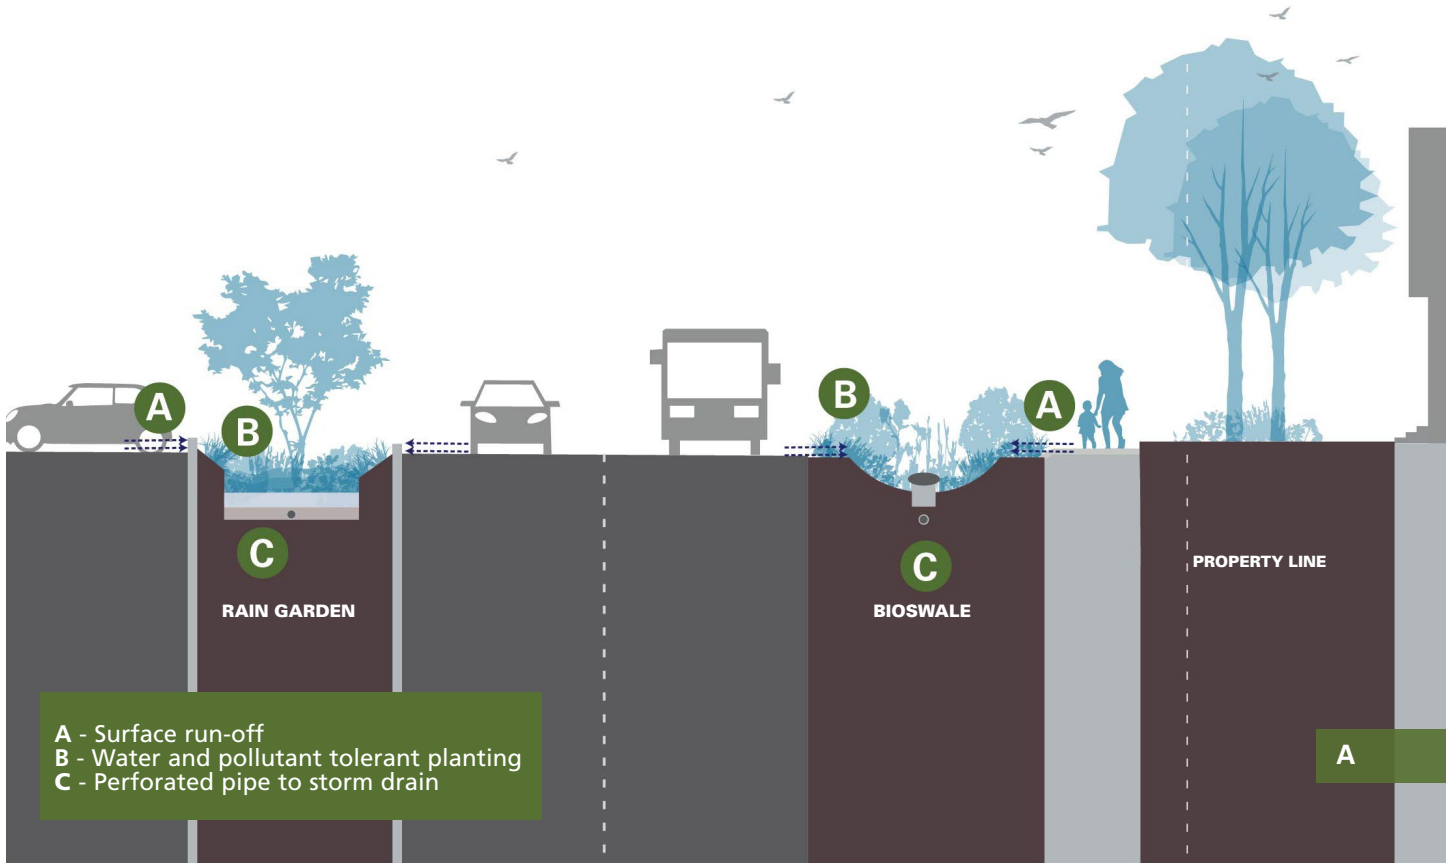 A
B
B
A
C
C
PROPERTY LINE
RAIN GARDEN
BIOSWALE
A - Surface run-off
B - Water and pollutant tolerant planting
C - Perforated pipe to storm drain
A